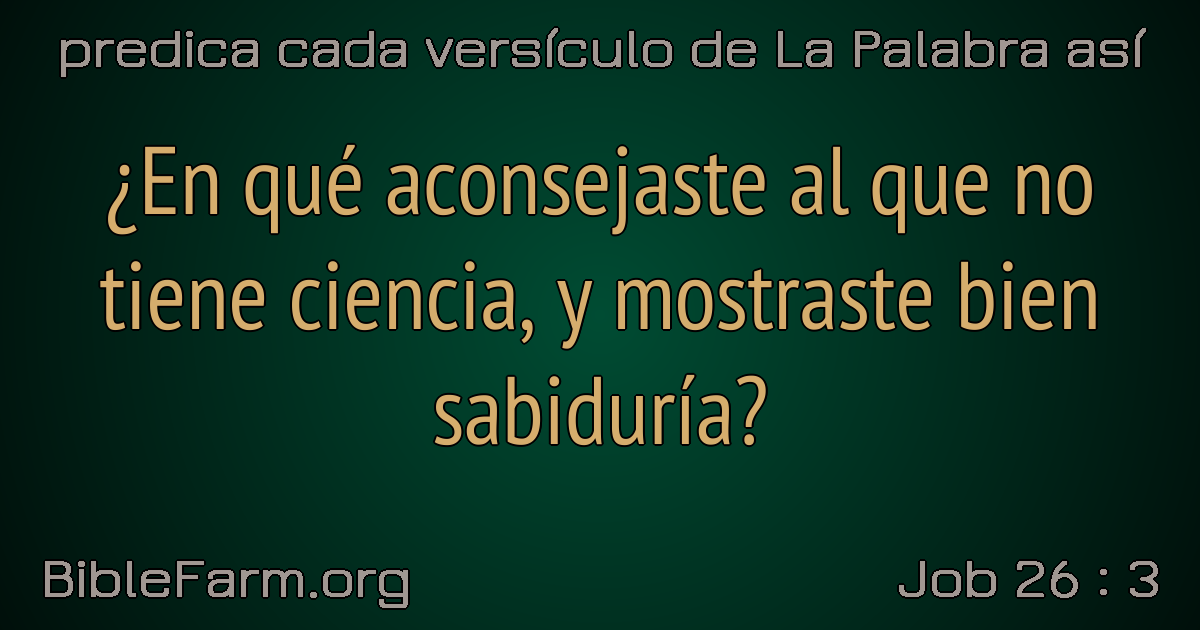 predica cada versículo de La Palabra así
¿En qué aconsejaste al que no
tiene ciencia, y mostraste bien
sabiduría?
BibleFarm.org
Job 26 : 3